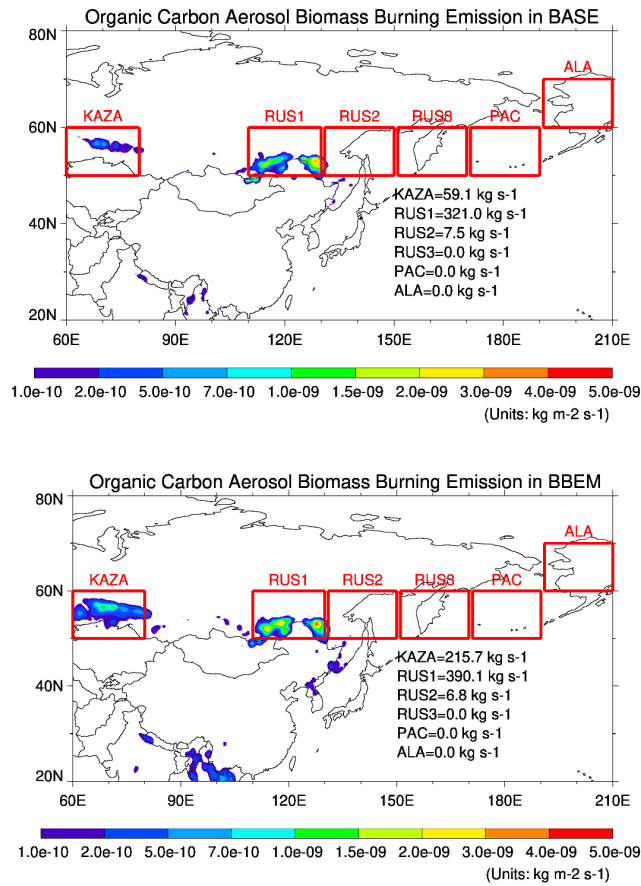 Organic Carbon Aerosol Biomass Burning Emission in BASE
80N
ALA
60N
KAZA
RUS1
RUS2
RUS3
PAC
KAZA=59.1 kg s-1
RUS1=321.0 kg s-1
40N
RUS2=7.5 kg s-1
RUS3=0.0 kg s-1
PAC=0.0 kg s-1
ALA=0.0 kg s-1
20N
60E 90E 120E 150E 180E 210E
1.0e-10 2.0e-10 5.0e-10 7.0e-10 1.0e-09 1.5e-09 2.0e-09 3.0e-09 4.0e-09 5.0e-09
(Units: kg m-2 s-1)
Organic Carbon Aerosol Biomass Burning Emission in BBEM
80N
ALA
60N
KAZA
RUS1
RUS2
RUS3
PAC
KAZA=215.7 kg s-1
RUS1=390.1 kg s-1
40N
RUS2=6.8 kg s-1
RUS3=0.0 kg s-1
PAC=0.0 kg s-1
ALA=0.0 kg s-1
20N
60E 90E 120E 150E 180E 210E
1.0e-10 2.0e-10 5.0e-10 7.0e-10 1.0e-09 1.5e-09 2.0e-09 3.0e-09 4.0e-09 5.0e-09
(Units: kg m-2 s-1)